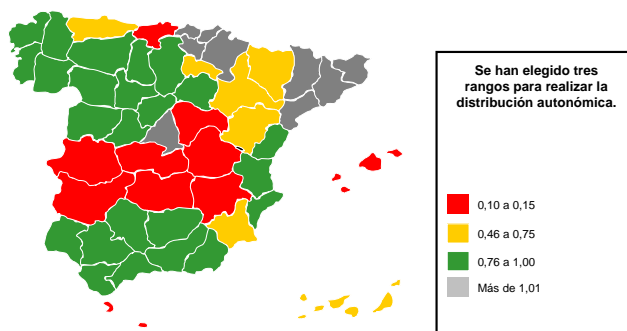 Se han elegido tres
rangos para realizar la
distribución autonómica.
0,10 a 0,15
0,46 a 0,75
0,76 a 1,00
Más de 1,01